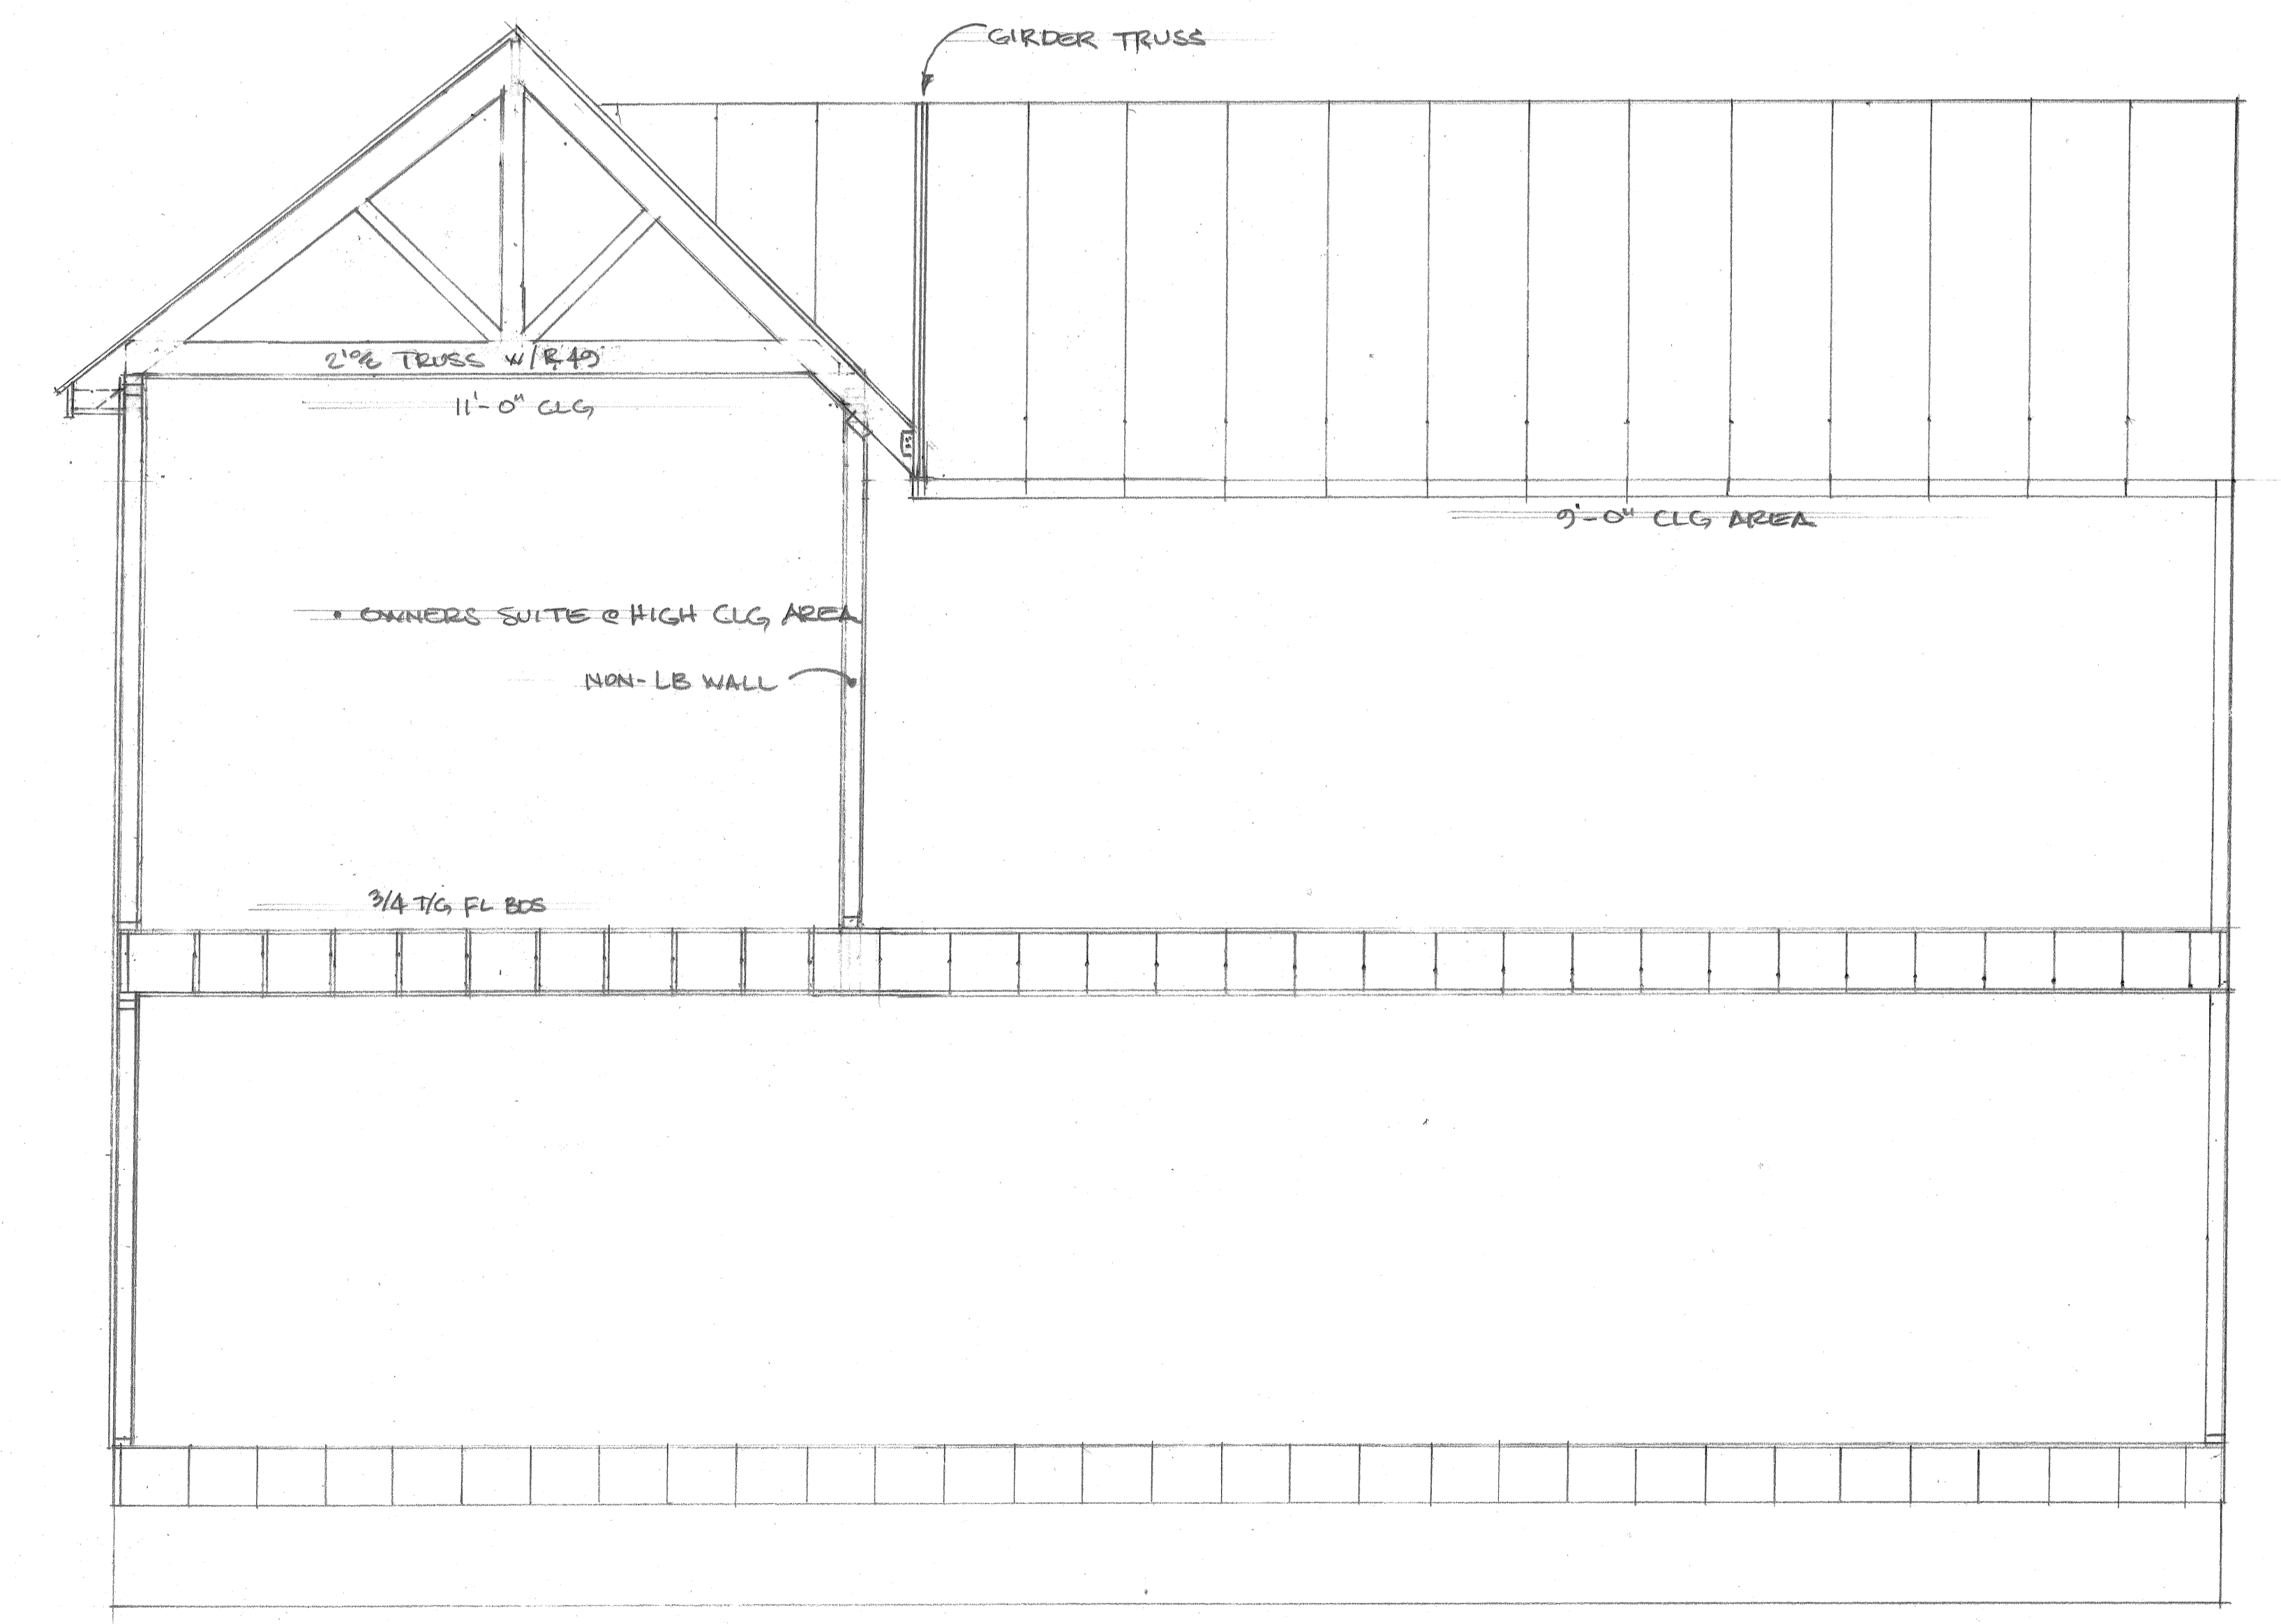 GIRDER TRUSS
2'O/C TRUSS W/R49
11'-0" CLG
9'-0" CLG AREA
• OWNERS SUITE @ HIGH CLG AREA
NON-LB WALL
3/4 T/G FL BDS